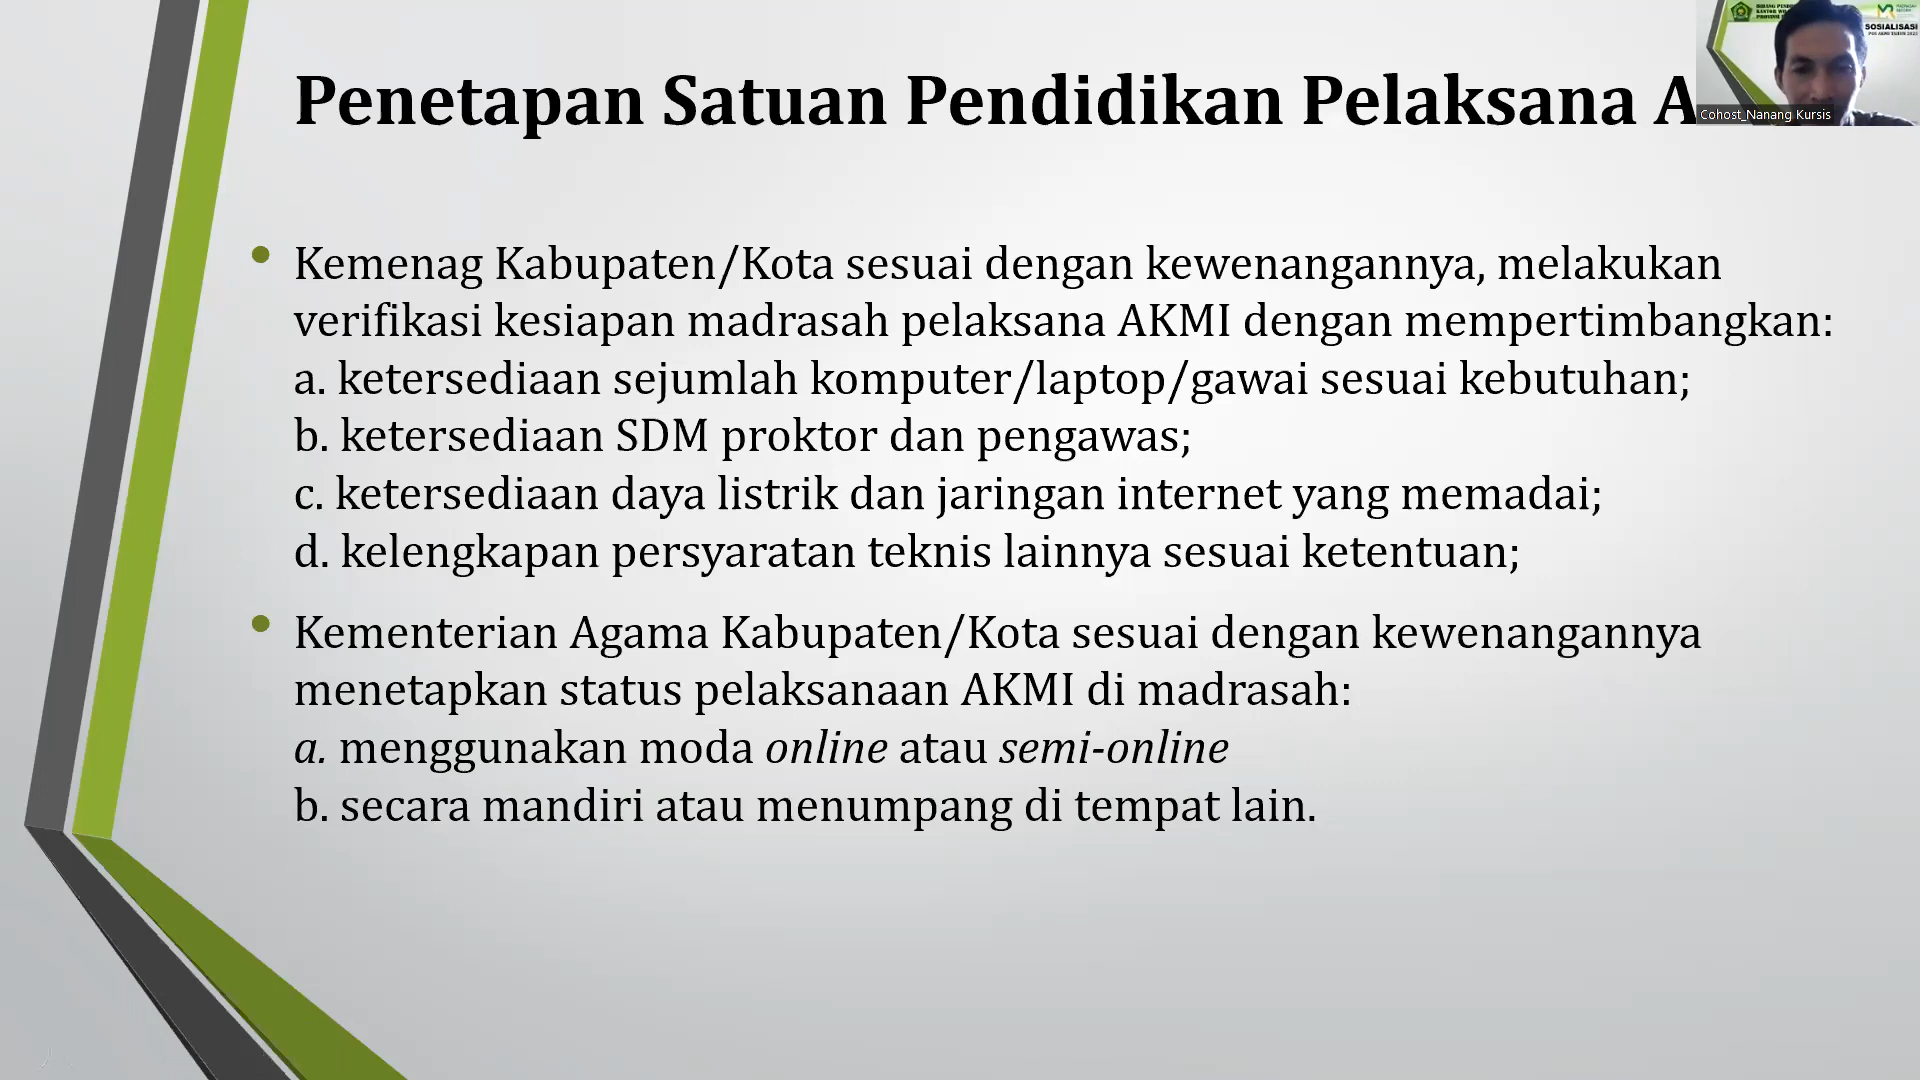 Penetapan Satuan Pendidikan Pelaksana A
SOSIALISASI
Cohost_Nanang Kursis
Kemenag Kabupaten/Kota sesuai dengan kewenangannya, melakukan
verifikasi kesiapan madrasah pelaksana AKMI dengan mempertimbangkan:
a. ketersediaan sejumlah komputer/laptop/gawai sesuai kebutuhan;
b. ketersediaan SDM proktor dan pengawas;
c. ketersediaan daya listrik dan jaringan internet yang memadai;
d. kelengkapan persyaratan teknis lainnya sesuai ketentuan;
Kementerian Agama Kabupaten/Kota sesuai dengan kewenangannya
menetapkan status pelaksanaan AKMI di madrasah:
a. menggunakan moda online atau semi-online
b. secara mandiri atau menumpang di tempat lain.